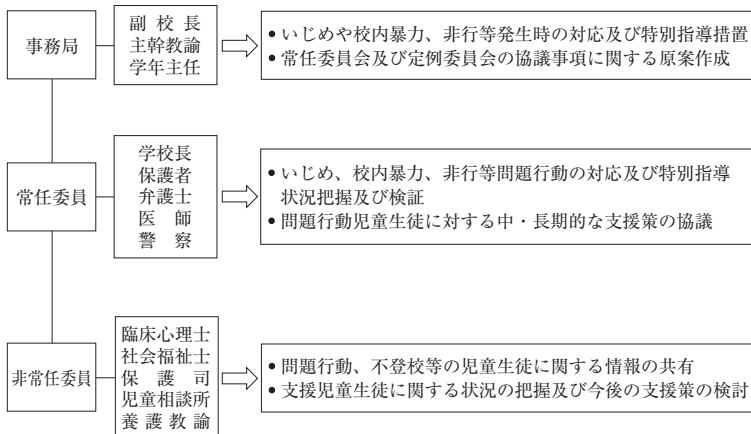 事務局
副校長
主幹教諭
学年主任
● いじめや校内暴力、非行等発生時の対応及び特別指導措置
● 常任委員会及び定例委員会の協議事項に関する原案作成
常任委員
学校長
保護者
弁護士
医師
警察
● いじめ、校内暴力、非行等問題行動の対応及び特別指導
状況把握及び検証
● 問題行動児童生徒に対する中・長期的な支援策の協議
非常任委員
臨床心理士
社会福祉士
保護司
児童相談所
養護教諭
● 問題行動、不登校等の児童生徒に関する情報の共有
● 支援児童生徒に関する状況の把握及び今後の支援策の検討